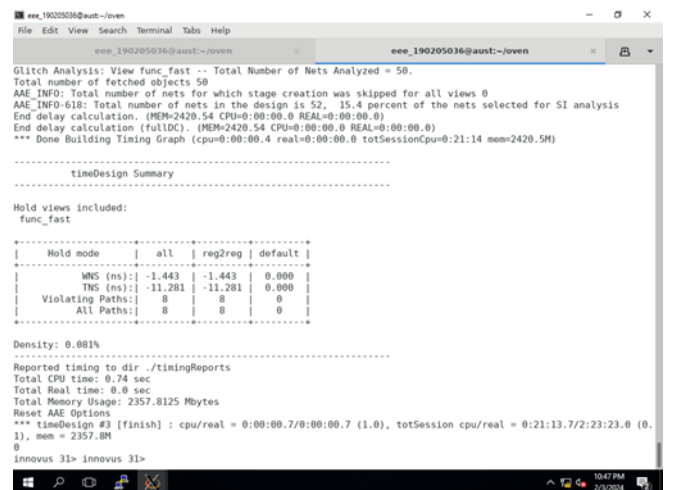 eee_190205036@aust:~/oven
File Edit View Search Terminal Tabs Help
eee_190205036@aust:~/oven × eee_190205036@aust:~/oven ×
Glitch Analysis: View func_fast -- Total Number of Nets Analyzed = 50.
Total number of fetched objects 50
AAE_INFO: Total number of nets for which stage creation was skipped for all views 0
AAE_INFO-618: Total number of nets in the design is 52, 15.4 percent of the nets selected for SI analysis
End delay calculation. (MEM=2420.54 CPU=0:00:00.0 REAL=0:00:00.0)
End delay calculation (fullDC). (MEM=2420.54 CPU=0:00:00.0 REAL=0:00:00.0)
*** Done Building Timing Graph (cpu=0:00:00.4 real=0:00:00.0 totSessionCpu=0:21:14 mem=2420.5M)
------------------------------------------------------------
timeDesign Summary
------------------------------------------------------------
Hold views included:
func_fast
+--------------------+---------+---------+---------+
| Hold mode | all | reg2reg | default |
+--------------------+---------+---------+---------+
| WNS (ns):| -1.443 | -1.443 | 0.000 |
| TNS (ns):| -11.281 | -11.281 | 0.000 |
| Violating Paths:| 8 | 8 | 0 |
| All Paths:| 8 | 8 | 0 |
+--------------------+---------+---------+---------+
Density: 0.081%
------------------------------------------------------------
Reported timing to dir ./timingReports
Total CPU time: 0.74 sec
Total Real time: 0.0 sec
Total Memory Usage: 2357.8125 Mbytes
Reset AAE Options
*** timeDesign #3 [finish] : cpu/real = 0:00:00.7/0:00:00.7 (1.0), totSession cpu/real = 0:21:13.7/2:23:23.0 (0.
1), mem = 2357.8M
0
innovus 31> innovus 31>
10:47 PM
2/3/2024